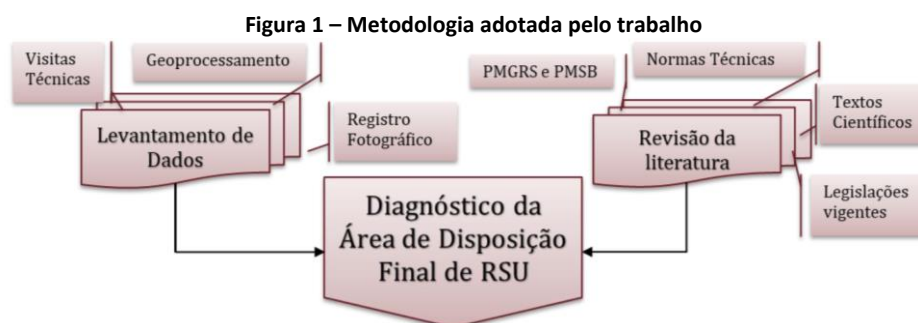 Figura 1 – Metodologia adotada pelo trabalho
Visitas
Técnicas
Geoprocessamento
Levantamento de
Dados
Registro
Fotográfico
PMGRS e PMSB
Normas Técnicas
Revisão da
literatura
Textos
Científicos
Legislações
vigentes
Diagnóstico da
Área de Disposição
Final de RSU